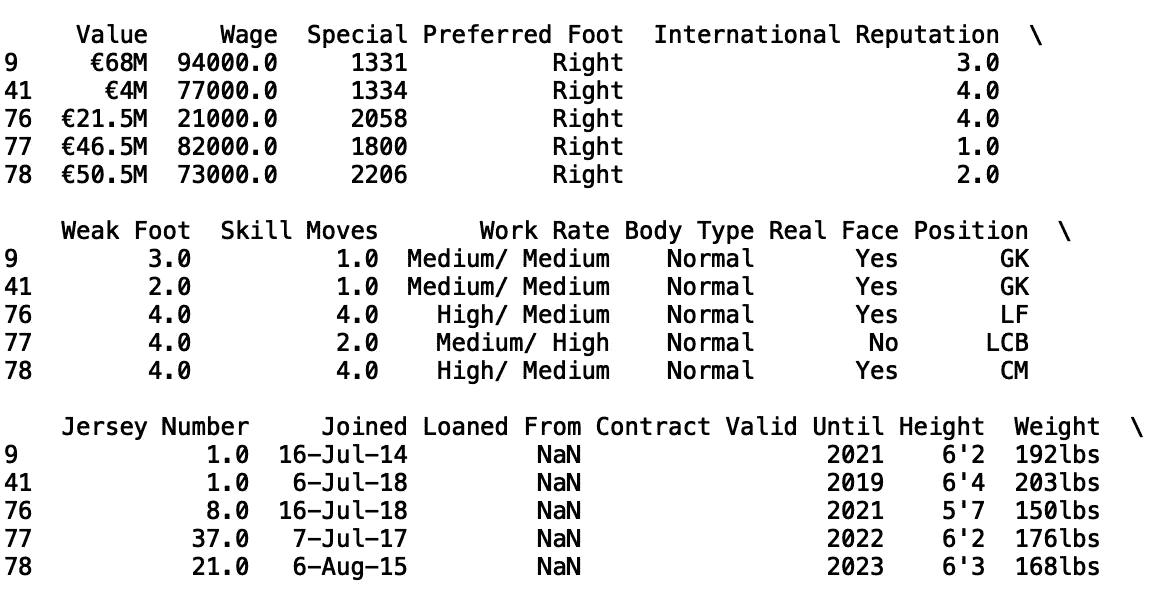 Value     Wage  Special Preferred Foot  International Reputation  \
9     €68M  94000.0     1331          Right                       3.0
41     €4M  77000.0     1334          Right                       4.0
76  €21.5M  21000.0     2058          Right                       4.0
77  €46.5M  82000.0     1800          Right                       1.0
78  €50.5M  73000.0     2206          Right                       2.0
    Weak Foot  Skill Moves       Work Rate Body Type Real Face Position  \
9         3.0          1.0  Medium/ Medium    Normal       Yes       GK
41        2.0          1.0  Medium/ Medium    Normal       Yes       GK
76        4.0          4.0    High/ Medium    Normal       Yes       LF
77        4.0          2.0    Medium/ High    Normal        No      LCB
78        4.0          4.0    High/ Medium    Normal       Yes       CM
    Jersey Number     Joined Loaned From Contract Valid Until Height  Weight  \
9             1.0  16-Jul-14         NaN                 2021    6'2  192lbs
41            1.0   6-Jul-18         NaN                 2019    6'4  203lbs
76            8.0  16-Jul-18         NaN                 2021    5'7  150lbs
77           37.0   7-Jul-17         NaN                 2022    6'2  176lbs
78           21.0   6-Aug-15         NaN                 2023    6'3  168lbs